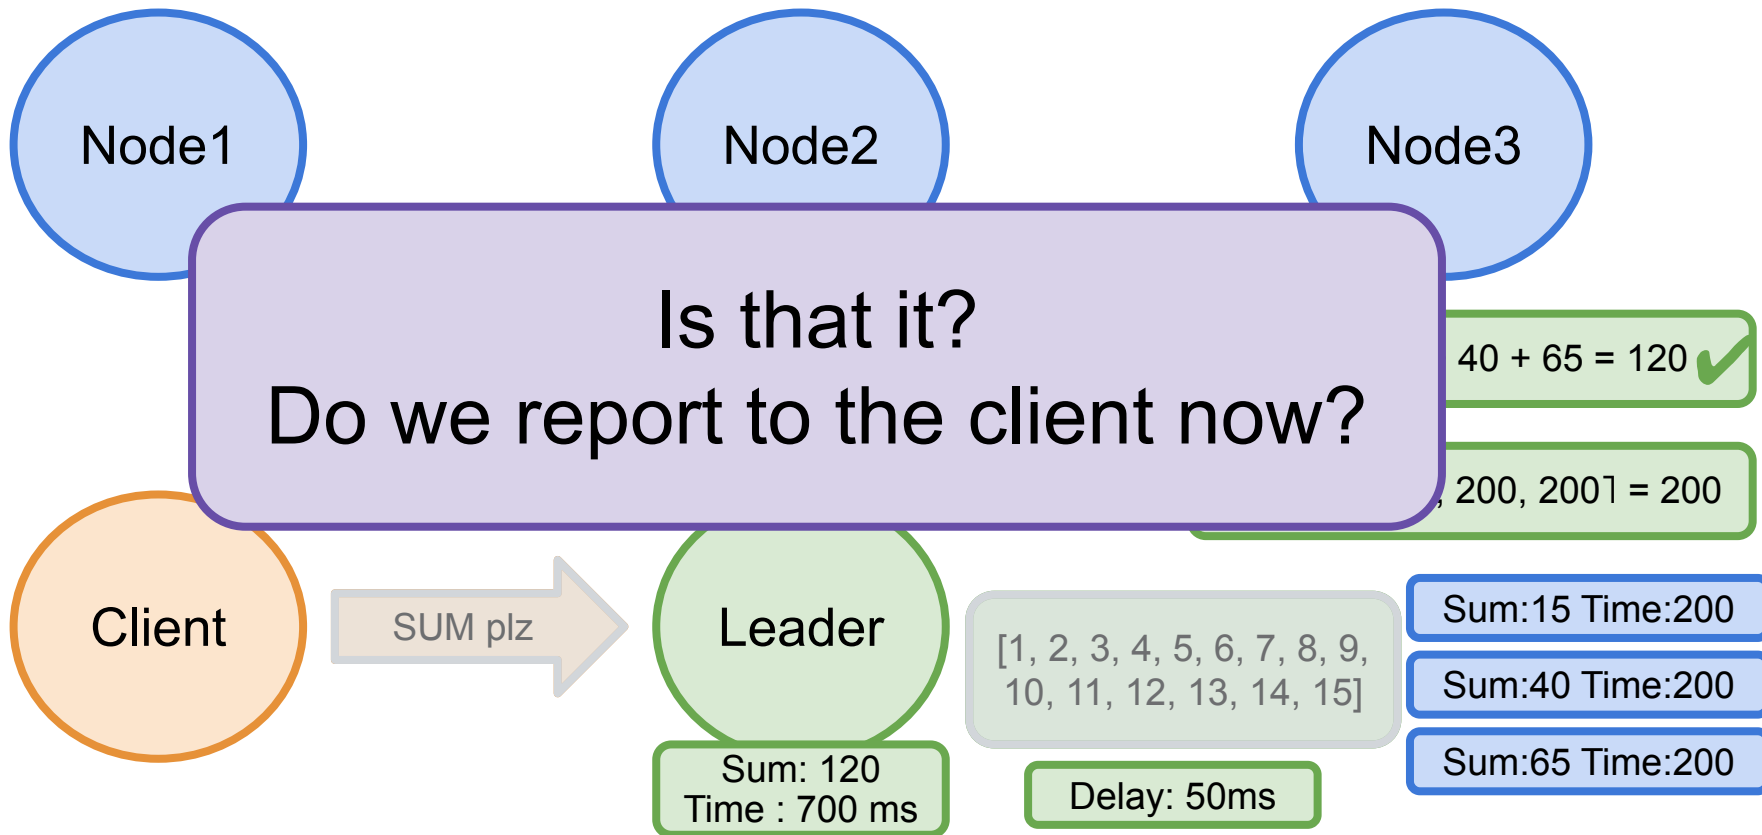 Node1
Node2
Node3
Is that it?
Do we report to the client now?
40 + 65 = 120 ✔
, 200, 200] = 200
Client
SUM plz
Leader
[1, 2, 3, 4, 5, 6, 7, 8, 9,
10, 11, 12, 13, 14, 15]
Sum:15 Time:200
Sum:40 Time:200
Sum:65 Time:200
Sum: 120
Time : 700 ms
Delay: 50ms